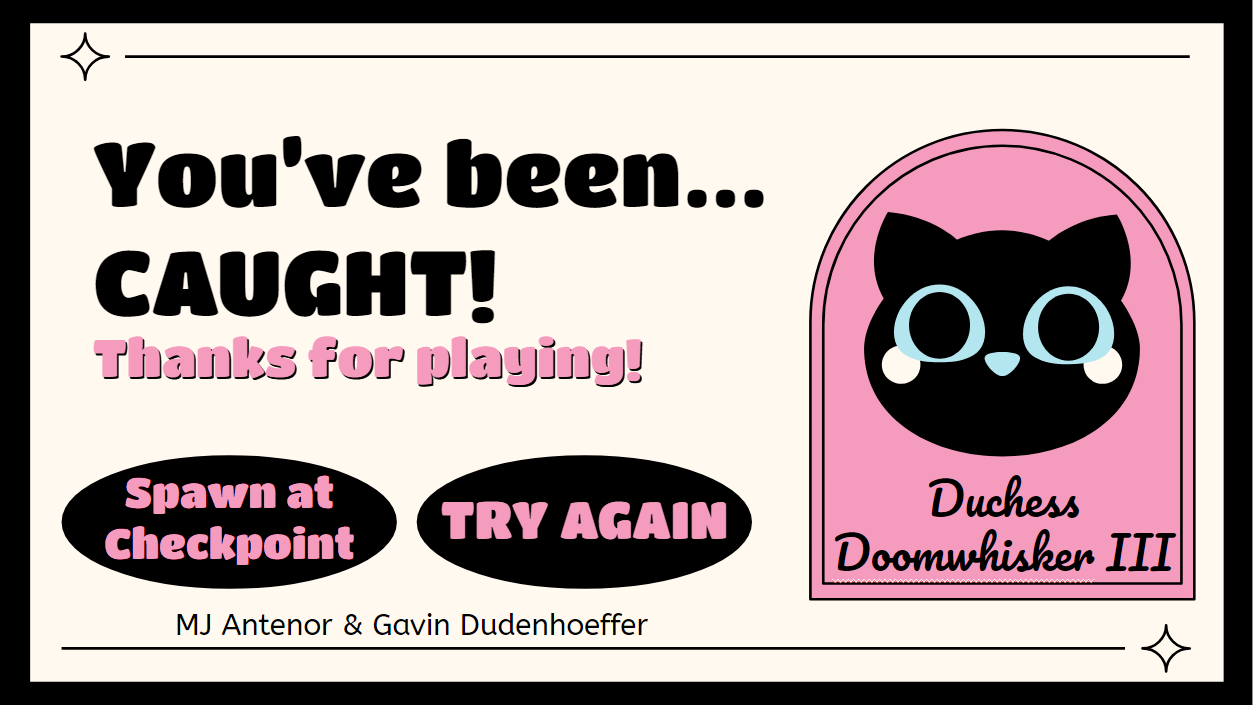 You've been...
CAUGHT!
Thanks for playing!
Spawn at
Checkpoint
TRY AGAIN
MJ Antenor & Gavin Dudenhoeffer
Duchess
Doomwhisker III